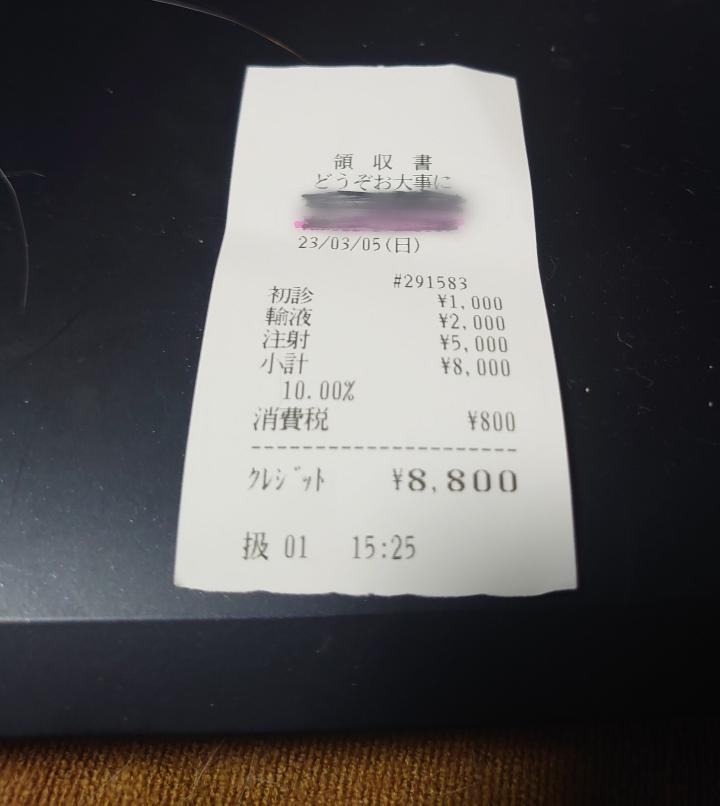 領 収 書
どうぞお大事に
23/03/05(日)
#291583
初診 ¥1,000
輸液 ¥2,000
注射 ¥5,000
小計 ¥8,000
10.00%
消費税 ¥800
ｸﾚｼﾞｯﾄ ¥8,800
扱 01 15:25